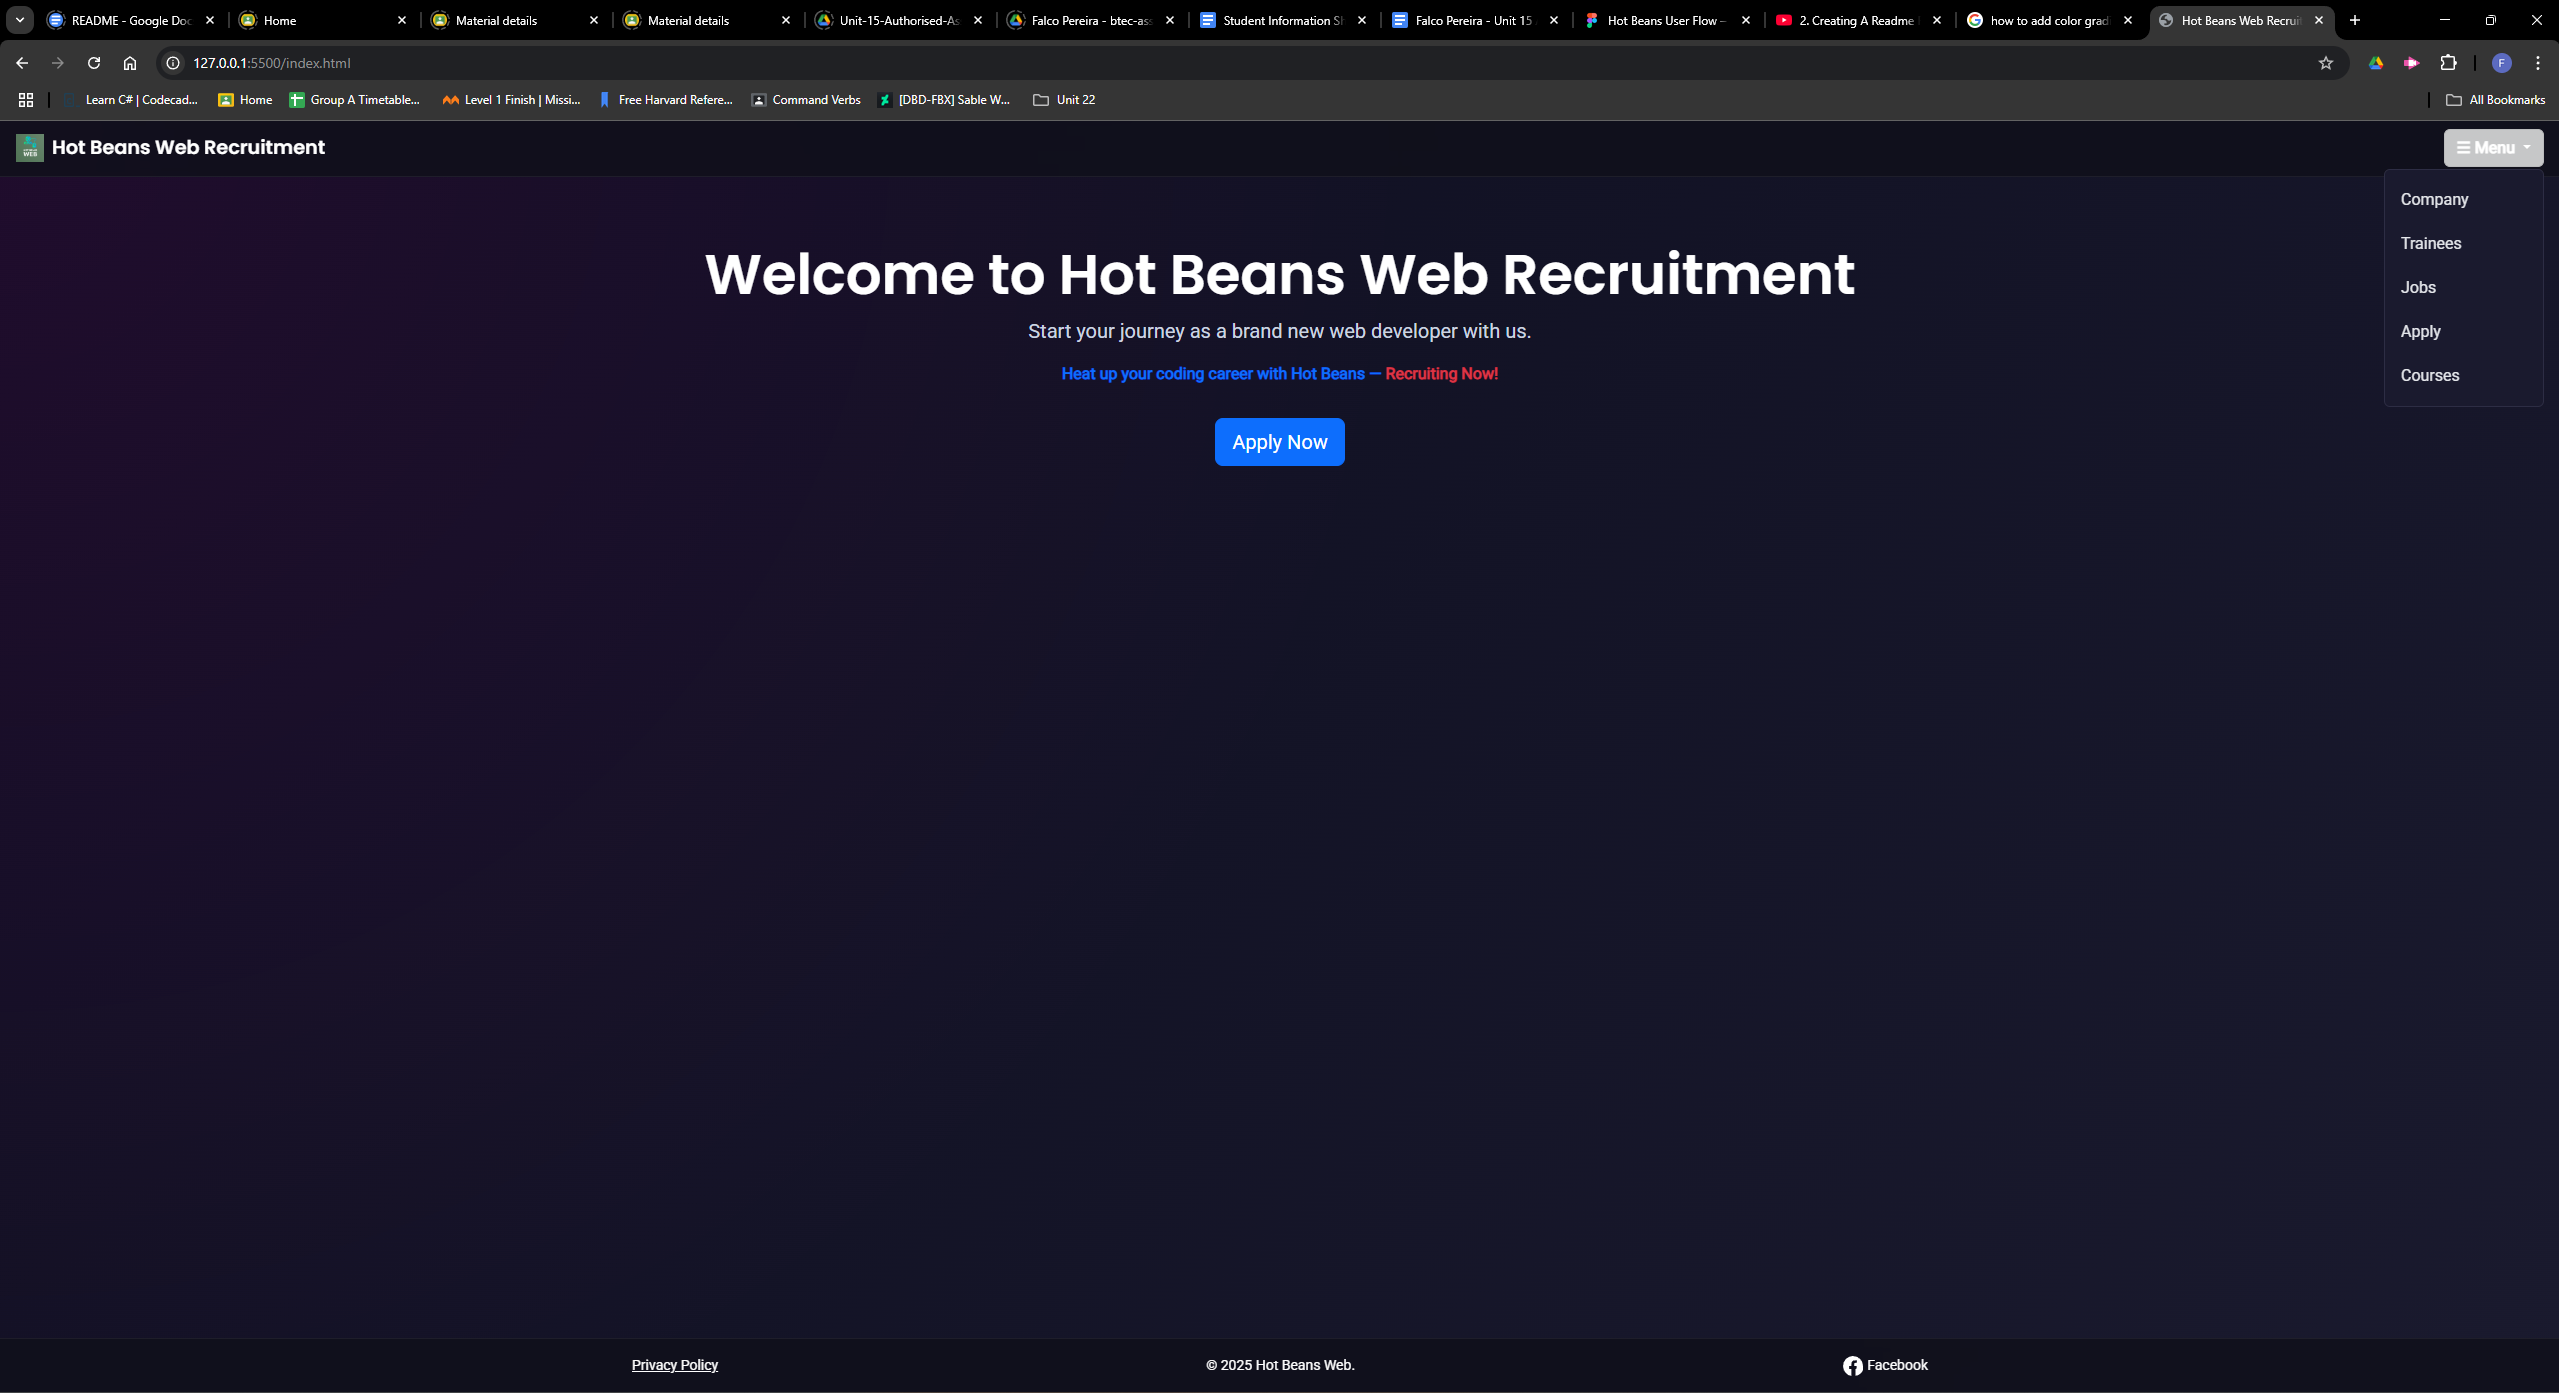 README - Google Doc
Home
Material details
Material details
Unit-15-Authorised-As
Falco Pereira - btec-ass
Student Information Sh
Falco Pereira - Unit 15
Hot Beans User Flow –
2. Creating A Readme
how to add color gradi
Hot Beans Web Recruit
127.0.0.1:5500/index.html
F
Learn C# | Codecad...
Home
Group A Timetable...
Level 1 Finish | Missi...
Free Harvard Refere...
Command Verbs
[DBD-FBX] Sable W...
Unit 22
All Bookmarks
WEB
Hot Beans Web Recruitment
Menu
Company
Trainees
Jobs
Apply
Courses
Welcome to Hot Beans Web Recruitment
Start your journey as a brand new web developer with us.
Heat up your coding career with Hot Beans — Recruiting Now!
Apply Now
Privacy Policy
© 2025 Hot Beans Web.
Facebook